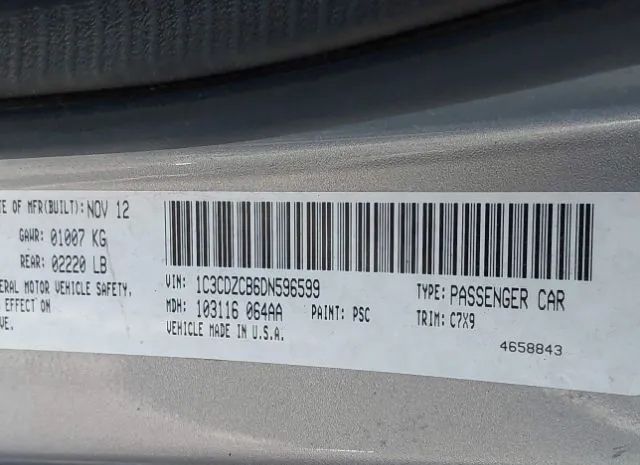 TE OF MFR(BUILT): NOV 12
GAWR: 01007 KG
REAR: 02220 LB
ERAL MOTOR VEHICLE SAFETY,
S EFFECT ON
VE.
VIN: 1C3CDZCB6DN596599
TYPE: PASSENGER CAR
MDH: 103116 064AA PAINT: PSC
TRIM: C7X9
VEHICLE MADE IN U.S.A.
4658843